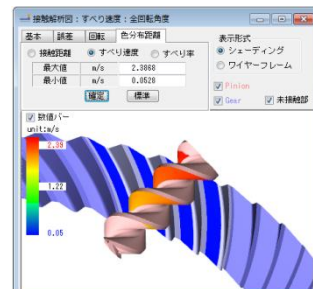 接触解析図：すべり速度：全回転角度
基本 誤差 回転 色分布距離
接触距離 すべり速度 すべり率
最大値 m/s 2.3868
最小値 m/s 0.0528
確定 標準
表示形式
シェーディング
ワイヤーフレーム
Pinion
Gear 未接触部
数値バー
unit:m/s
2.39
1.22
0.05